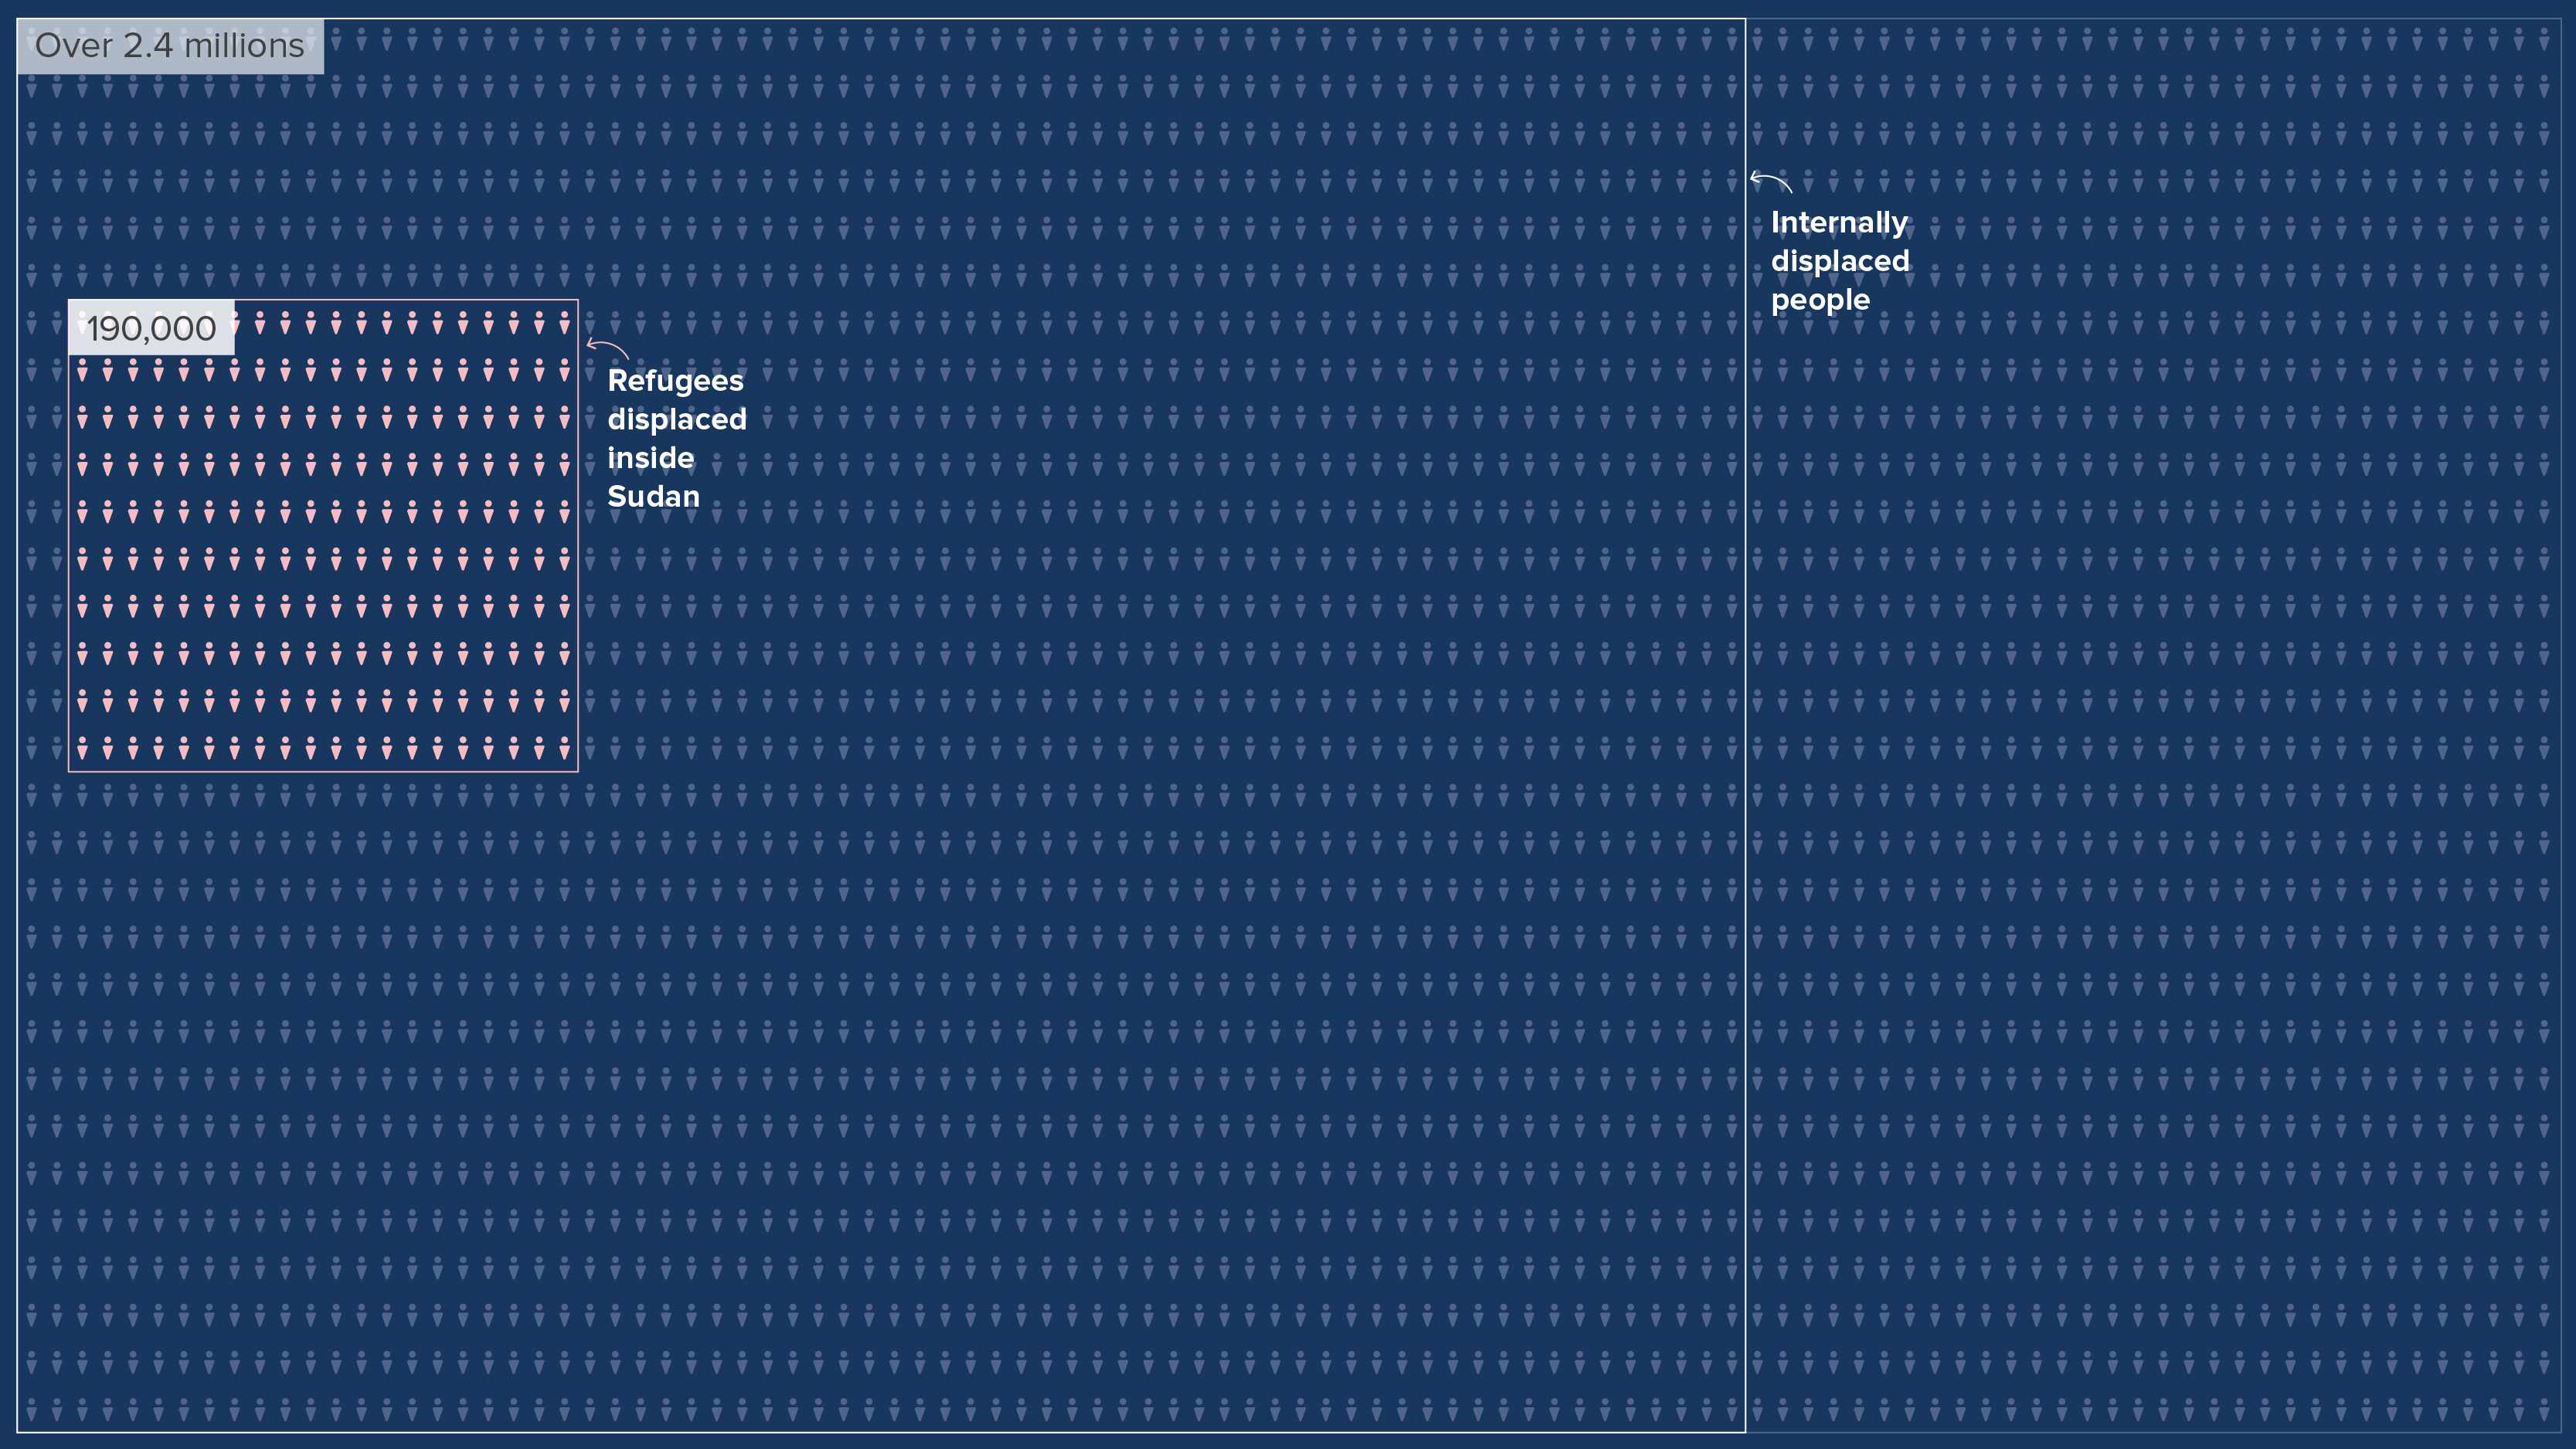 Over 2.4 millions
Internally
displaced
people
190,000
Refugees
displaced
inside
Sudan